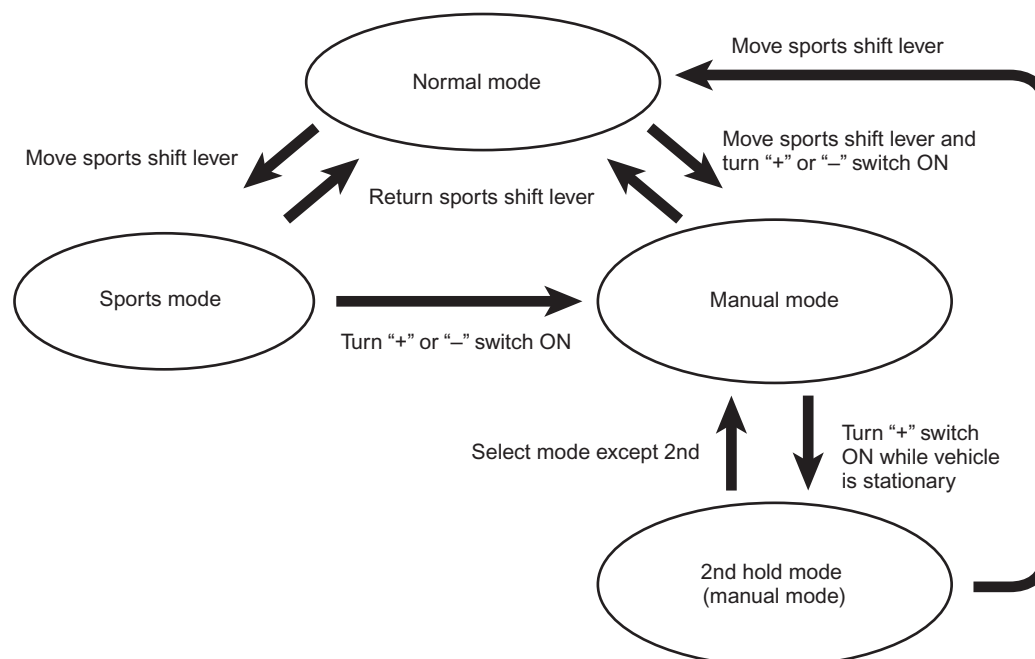 Move sports shift lever
Normal mode
Move sports shift lever
Move sports shift lever and
turn “+” or “–” switch ON
Return sports shift lever
Sports mode
Manual mode
Turn “+” or “–” switch ON
Select mode except 2nd
Turn “+” switch
ON while vehicle
is stationary
2nd hold mode
(manual mode)